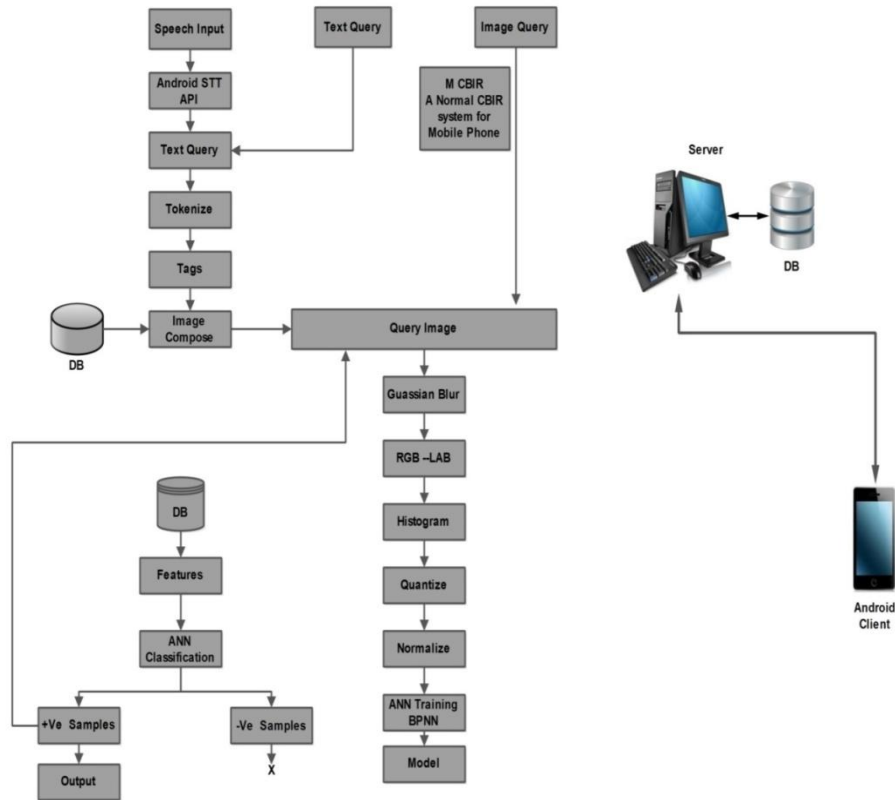 Speech Input
Text Query
Image Query
Android STT
API
M CBIR
A Normal CBIR
system for
Mobile Phone
Text Query
Tokenize
Tags
Image
Compose
DB
Query Image
Guassian Blur
RGB --LAB
Histogram
Quantize
Normalize
ANN Training
BPNN
Model
DB
Features
ANN
Classification
+Ve Samples
-Ve Samples
Output
X
Server
DB
Android
Client